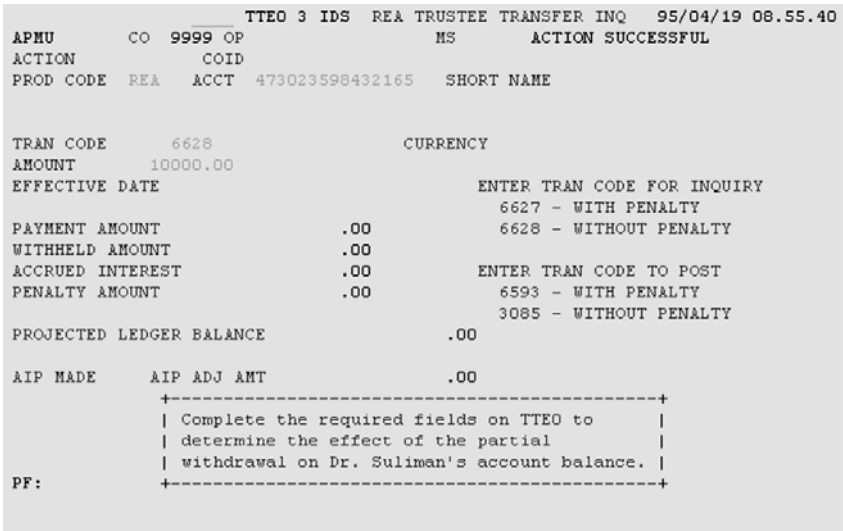 ____ TTEO 3 IDS REA TRUSTEE TRANSFER INQ 95/04/19 08.55.40
APMU CO 9999 OP MS ACTION SUCCESSFUL
ACTION COID
PROD CODE REA ACCT 473023598432165 SHORT NAME
TRAN CODE 6628 CURRENCY
AMOUNT 10000.00
EFFECTIVE DATE ENTER TRAN CODE FOR INQUIRY
6627 - WITH PENALTY
PAYMENT AMOUNT .00 6628 - WITHOUT PENALTY
WITHHELD AMOUNT .00
ACCRUED INTEREST .00 ENTER TRAN CODE TO POST
PENALTY AMOUNT .00 6593 - WITH PENALTY
3085 - WITHOUT PENALTY
PROJECTED LEDGER BALANCE .00
AIP MADE AIP ADJ AMT .00
+-----------------------------------------------+
| Complete the required fields on TTEO to |
| determine the effect of the partial |
| withdrawal on Dr. Suliman's account balance. |
PF: +-----------------------------------------------+